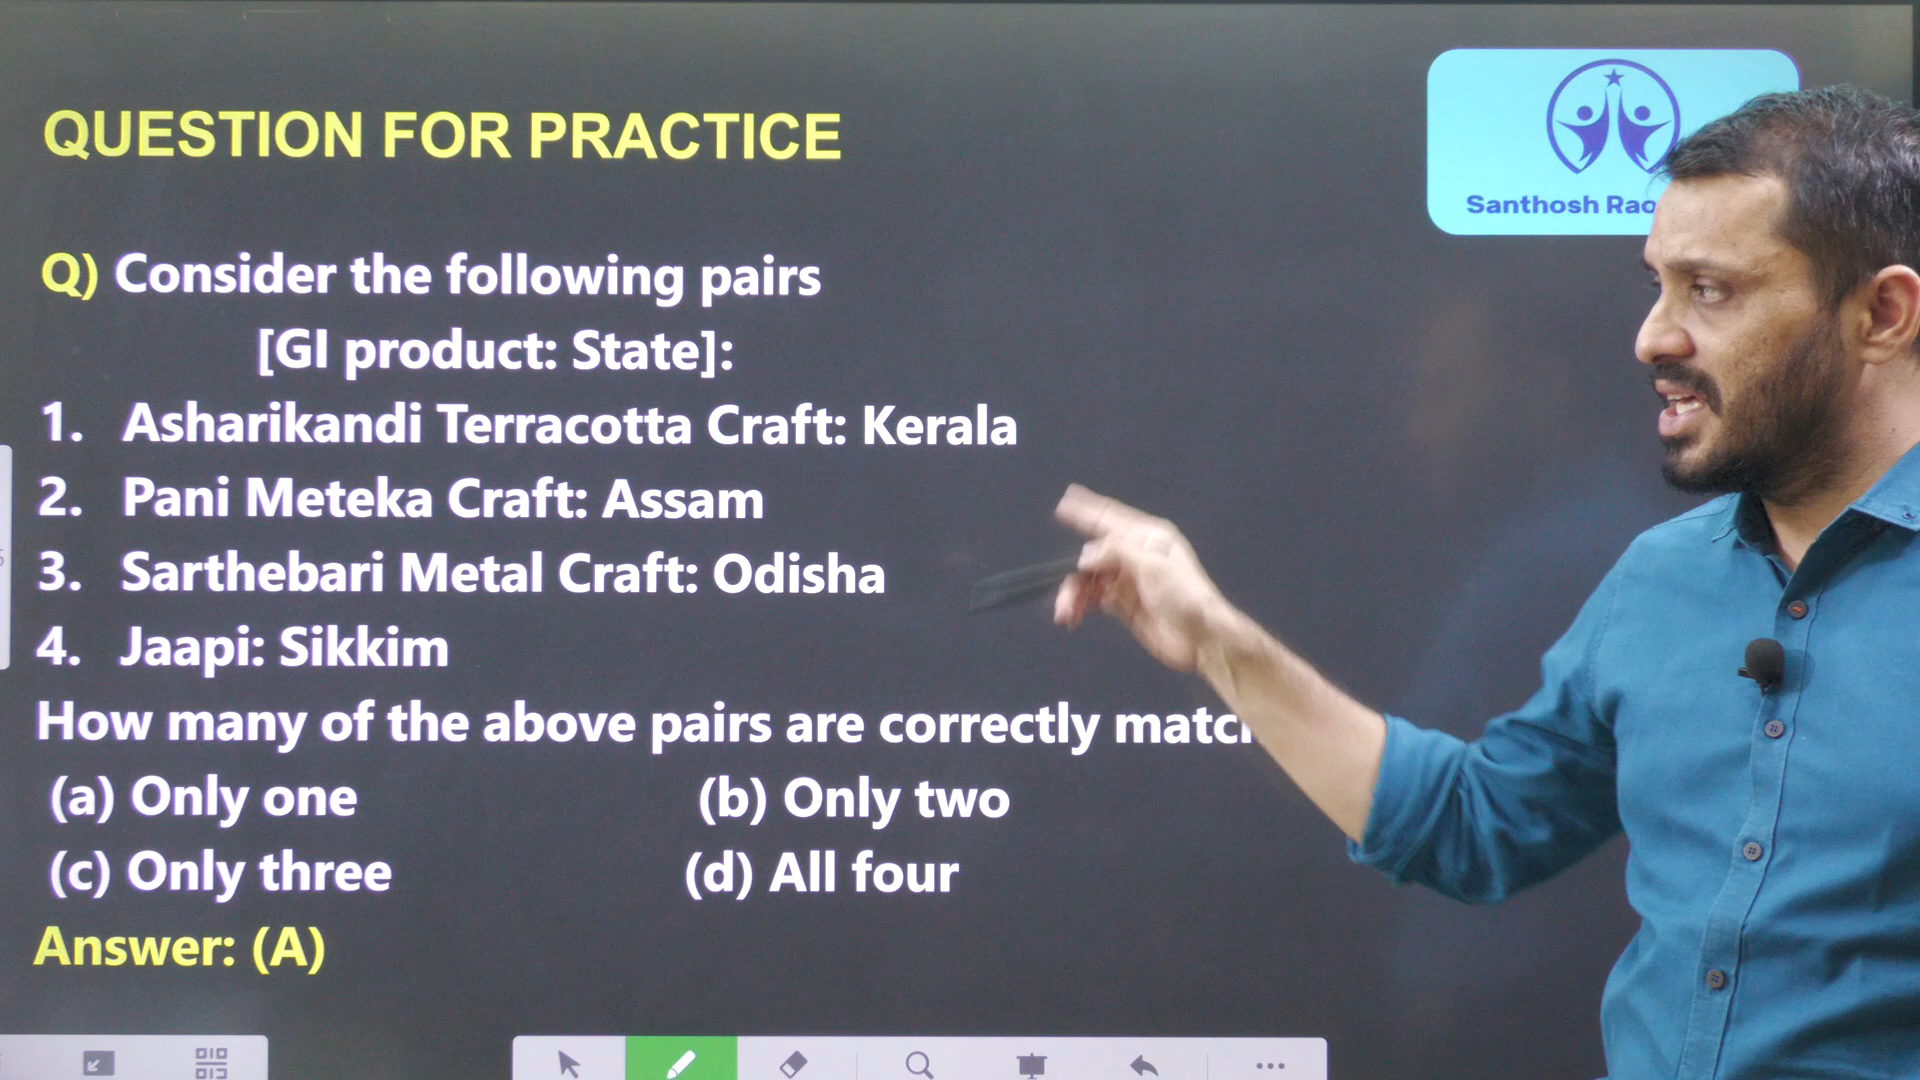 QUESTION FOR PRACTICE
Santhosh Rao
Q) Consider the following pairs
[GI product: State]:
1. Asharikandi Terracotta Craft: Kerala
2. Pani Meteka Craft: Assam
3. Sarthebari Metal Craft: Odisha
4. Jaapi: Sikkim
How many of the above pairs are correctly
(a) Only one (b) Only two
(c) Only three (d) All four
Answer: (A)